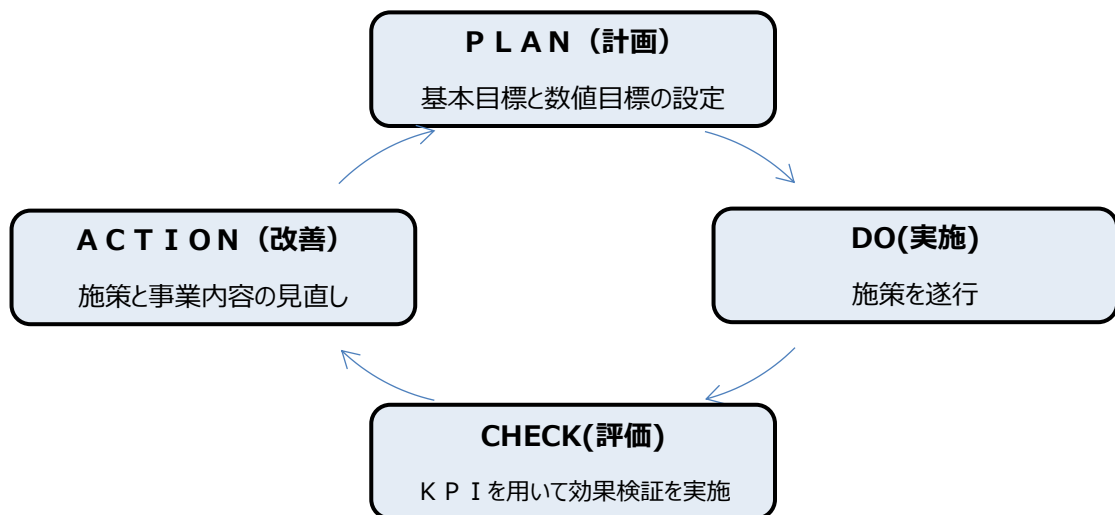 ＰＬＡＮ（計画）
基本目標と数値目標の設定
ＡＣＴＩＯＮ（改善）
施策と事業内容の見直し
DO(実施)
施策を遂行
CHECK(評価)
ＫＰＩを用いて効果検証を実施